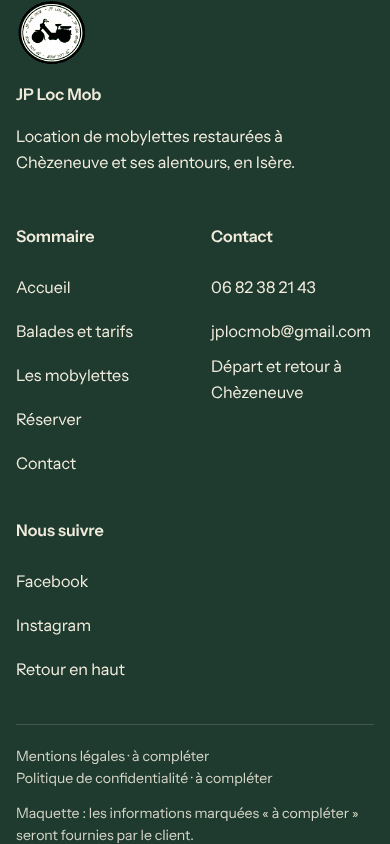 JP Loc Mob
Location de mobylettes restaurées à
Chèzeneuve et ses alentours, en Isère.
Sommaire
Accueil
Balades et tarifs
Les mobylettes
Réserver
Contact
Contact
06 82 38 21 43
jplocmob@gmail.com
Départ et retour à
Chèzeneuve
Nous suivre
Facebook
Instagram
Retour en haut
Mentions légales · à compléter
Politique de confidentialité · à compléter
Maquette : les informations marquées « à compléter »
seront fournies par le client.